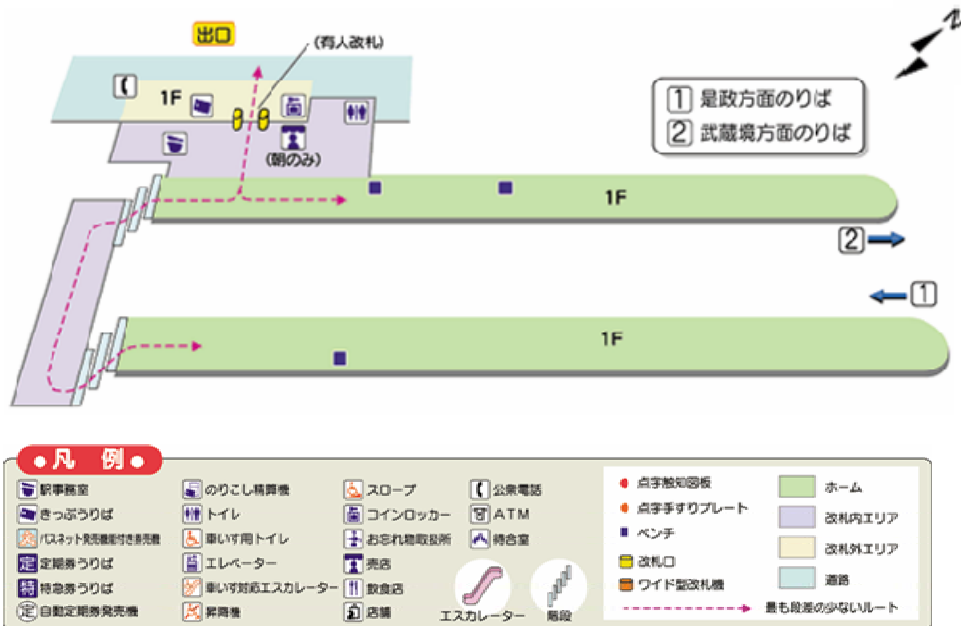 出口
(有人改札)
N
1F
(朝のみ)
1 是政方面のりば
2 武蔵境方面のりば
1F
2
1
1F
凡 例
駅事務室
きっぷうりば
パスネット発売機能付き券売機
定 定期券うりば
特 特急券うりば
定 自動定期券発売機
のりこし精算機
トイレ
車いす用トイレ
エレベーター
車いす対応エスカレーター
昇降機
スロープ
コインロッカー
お忘れ物取扱所
売店
飲食店
店舗
公衆電話
ATM
待合室
エスカレーター
階段
点字触知図板
点字手すりプレート
ベンチ
改札口
ワイド型改札機
最も段差の少ないルート
ホーム
改札内エリア
改札外エリア
道路